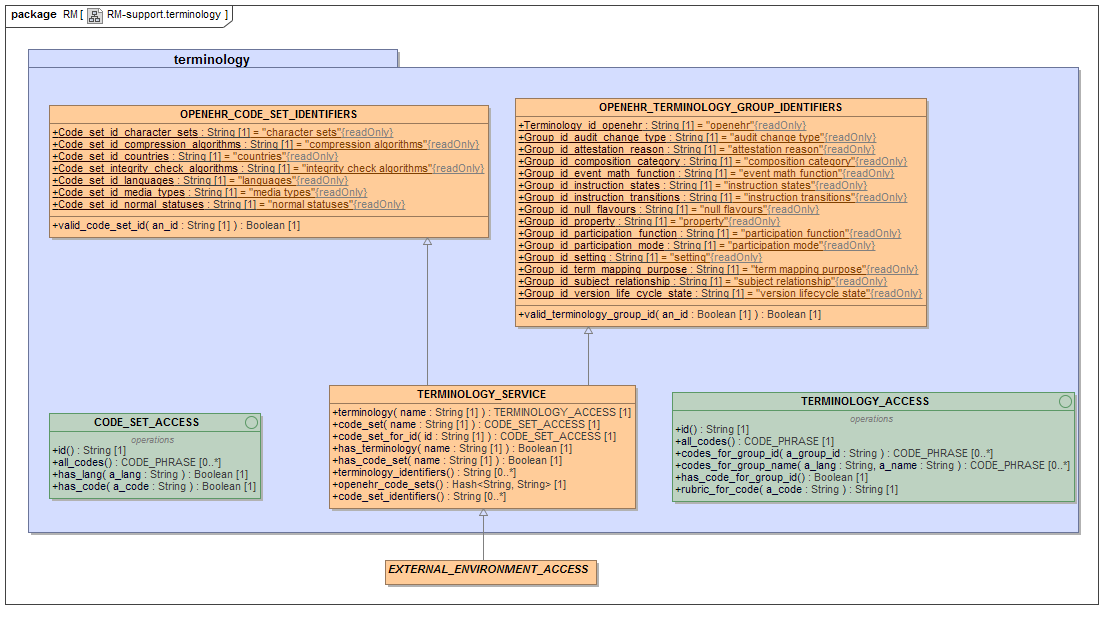 package RM [ RM-support.terminology ]
terminology
OPENEHR_CODE_SET_IDENTIFIERS
+Code_set_id_character_sets : String [1] = "character sets"{readOnly}
+Code_set_id_compression_algorithms : String [1] = "compression algorithms"{readOnly}
+Code_set_id_countries : String [1] = "countries"{readOnly}
+Code_set_integrity_check_algorithms : String [1] = "integrity check algorithms"{readOnly}
+Code_set_id_languages : String [1] = "languages"{readOnly}
+Code_set_id_media_types : String [1] = "media types"{readOnly}
+Code_set_id_normal_statuses : String [1] = "normal statuses"{readOnly}
+valid_code_set_id( an_id : String [1] ) : Boolean [1]
OPENEHR_TERMINOLOGY_GROUP_IDENTIFIERS
+Terminology_id_openehr : String [1] = "openehr"{readOnly}
+Group_id_audit_change_type : String [1] = "audit change type"{readOnly}
+Group_id_attestation_reason : String [1] = "attestation reason"{readOnly}
+Group_id_composition_category : String [1] = "composition category"{readOnly}
+Group_id_event_math_function : String [1] = "event math function"{readOnly}
+Group_id_instruction_states : String [1] = "instruction states"{readOnly}
+Group_id_instruction_transitions : String [1] = "instruction transitions"{readOnly}
+Group_id_null_flavours : String [1] = "null flavours"{readOnly}
+Group_id_property : String [1] = "property"{readOnly}
+Group_id_participation_function : String [1] = "participation function"{readOnly}
+Group_id_participation_mode : String [1] = "participation mode"{readOnly}
+Group_id_setting : String [1] = "setting"{readOnly}
+Group_id_term_mapping_purpose : String [1] = "term mapping purpose"{readOnly}
+Group_id_subject_relationship : String [1] = "subject relationship"{readOnly}
+Group_id_version_life_cycle_state : String [1] = "version lifecycle state"{readOnly}
+valid_terminology_group_id( an_id : Boolean [1] ) : Boolean [1]
CODE_SET_ACCESS
operations
+id() : String [1]
+all_codes() : CODE_PHRASE [0..*]
+has_lang( a_lang : String ) : Boolean [1]
+has_code( a_code : String ) : Boolean [1]
TERMINOLOGY_SERVICE
+terminology( name : String [1] ) : TERMINOLOGY_ACCESS [1]
+code_set( name : String [1] ) : CODE_SET_ACCESS [1]
+code_set_for_id( id : String [1] ) : CODE_SET_ACCESS [1]
+has_terminology( name : String [1] ) : Boolean [1]
+has_code_set( name : String [1] ) : Boolean [1]
+terminology_identifiers() : String [0..*]
+openehr_code_sets() : Hash<String, String> [1]
+code_set_identifiers() : String [0..*]
TERMINOLOGY_ACCESS
operations
+id() : String [1]
+all_codes() : CODE_PHRASE [1]
+codes_for_group_id( a_group_id : String ) : CODE_PHRASE [0..*]
+codes_for_group_name( a_lang : String, a_name : String ) : CODE_PHRASE [0..*]
+has_code_for_group_id() : Boolean [1]
+rubric_for_code( a_code : String ) : String [1]
EXTERNAL_ENVIRONMENT_ACCESS